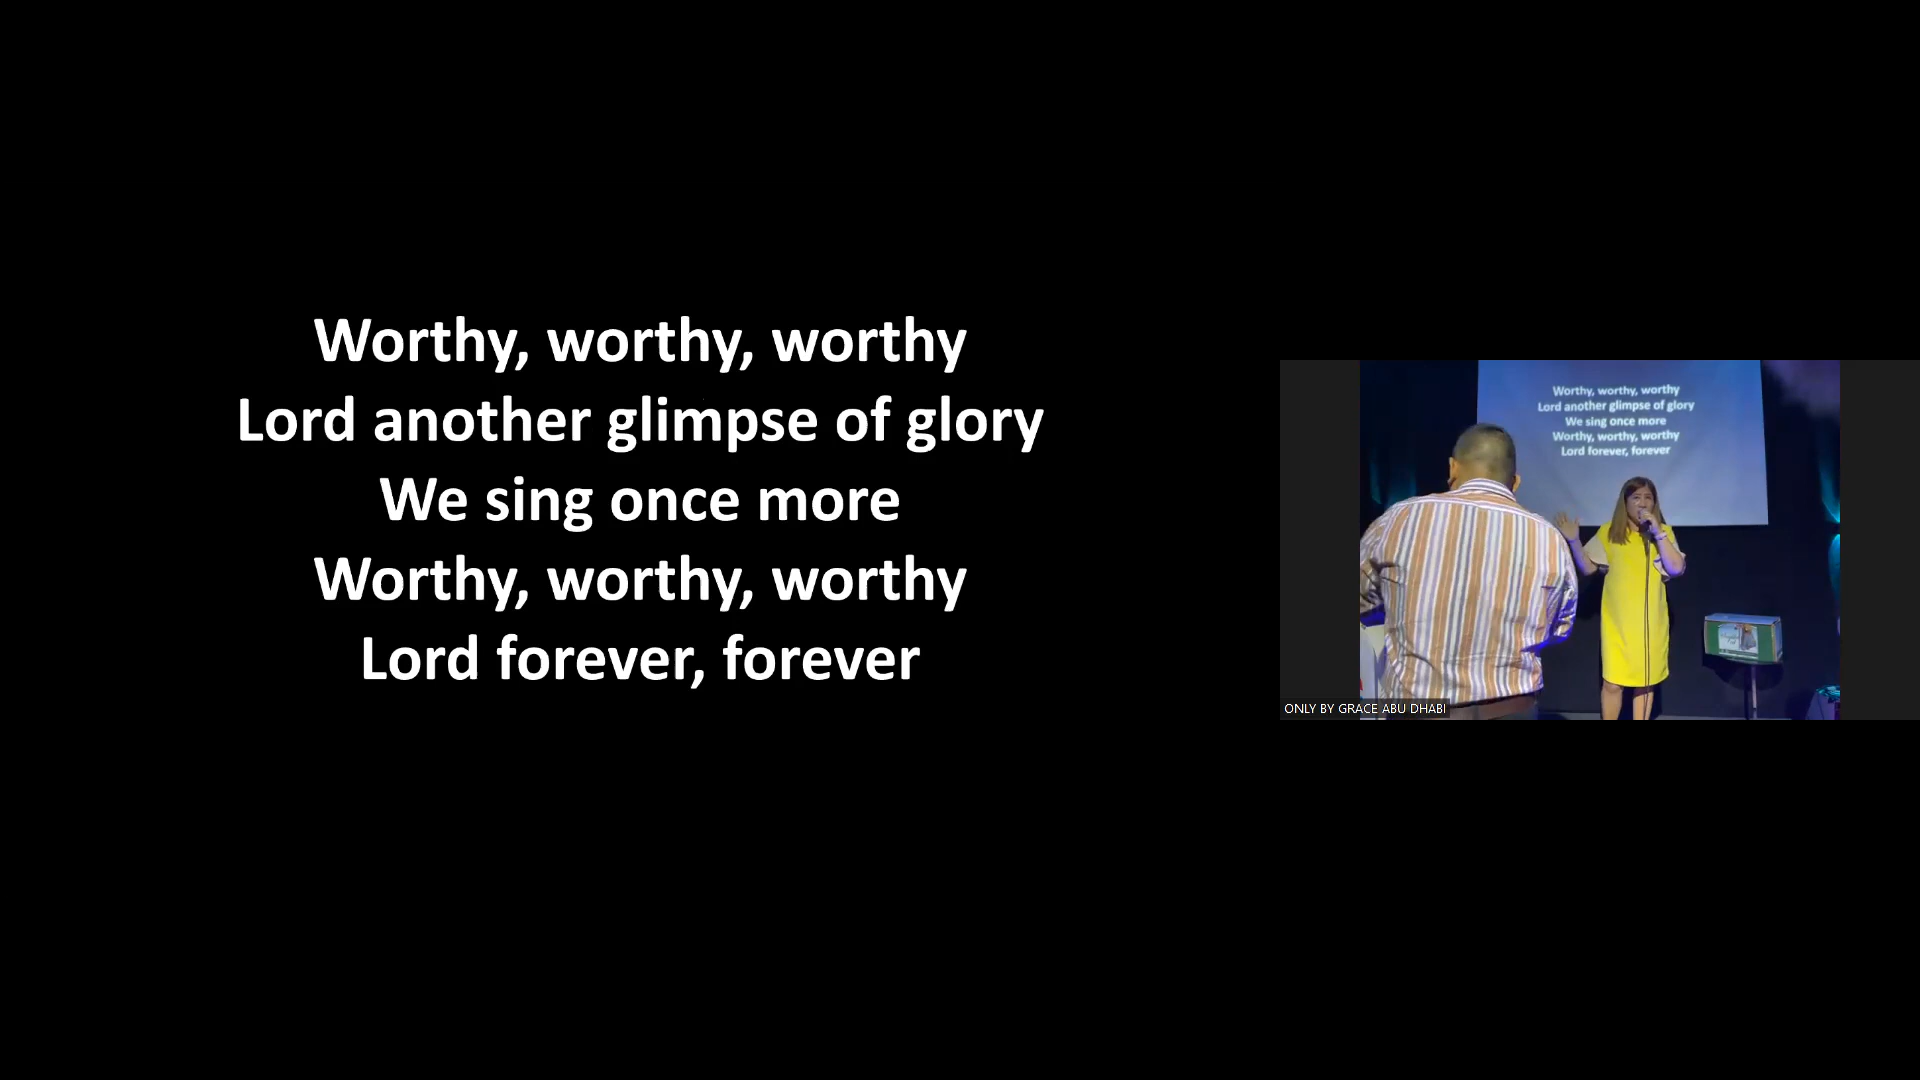 Worthy, worthy, worthy
Lord another glimpse of glory
We sing once more
Worthy, worthy, worthy
Lord forever, forever
Worthy, worthy, worthy
Lord another glimpse of glory
We sing once more
Worthy, worthy, worthy
Lord forever, forever
ONLY BY GRACE ABU DHABI